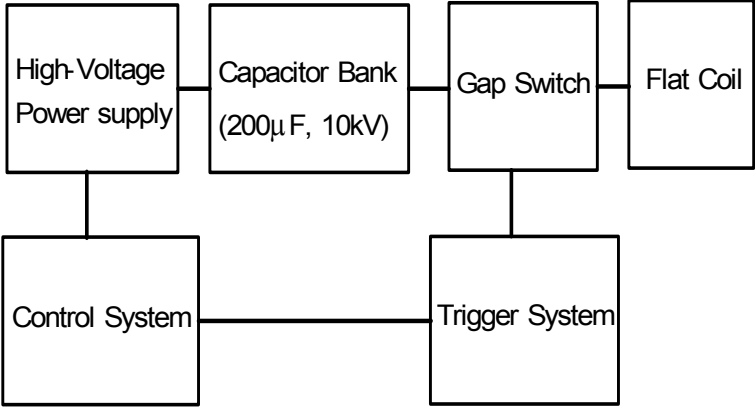 High-Voltage
Power supply
Capacitor Bank
(200μF, 10kV)
Gap Switch
Flat Coil
Control System
Trigger System